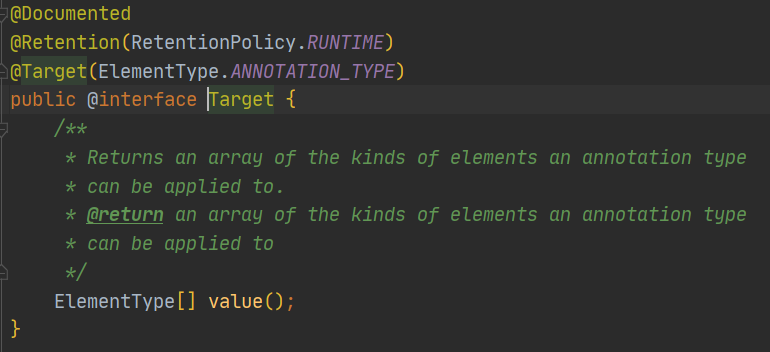 @Documented
@Retention(RetentionPolicy.RUNTIME)
@Target(ElementType.ANNOTATION_TYPE)
public @interface Target {
    /**
     * Returns an array of the kinds of elements an annotation type
     * can be applied to.
     * @return an array of the kinds of elements an annotation type
     * can be applied to
     */
    ElementType[] value();
}